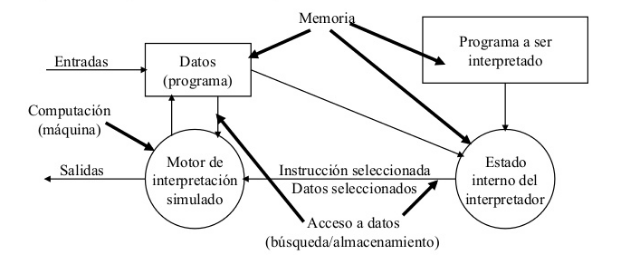 Memoria
Entradas
Datos
(programa)
Programa a ser
interpretado
Computación
(máquina)
Salidas
Motor de
interpretación
simulado
Instrucción seleccionada
Datos seleccionados
Estado
interno del
interpretador
Acceso a datos
(búsqueda/almacenamiento)